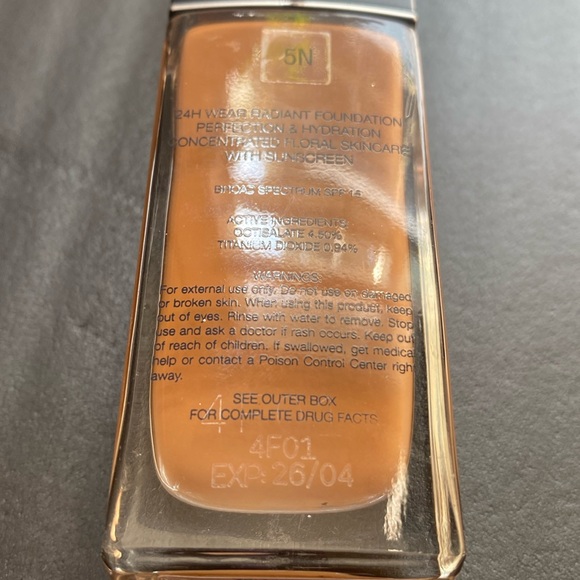 5N
24H WEAR RADIANT FOUNDATION
PERFECTION & HYDRATION
CONCENTRATED FLORAL SKINCARE
WITH SUNSCREEN
BROAD SPECTRUM SPF
ACTIVE INGREDIENTS:
OCTISALATE 4.50%
TITANIUM DIOXIDE 0.94%
WARNINGS
For external use only. Do not use on damaged
or broken skin. When using this product, keep
out of eyes. Rinse with water to remove. Stop
use and ask a doctor if rash occurs. Keep out
of reach of children. If swallowed, get medical
help or contact a Poison Control Center right
away.
SEE OUTER BOX
FOR COMPLETE DRUG FACTS
4F01
EXP: 26/04